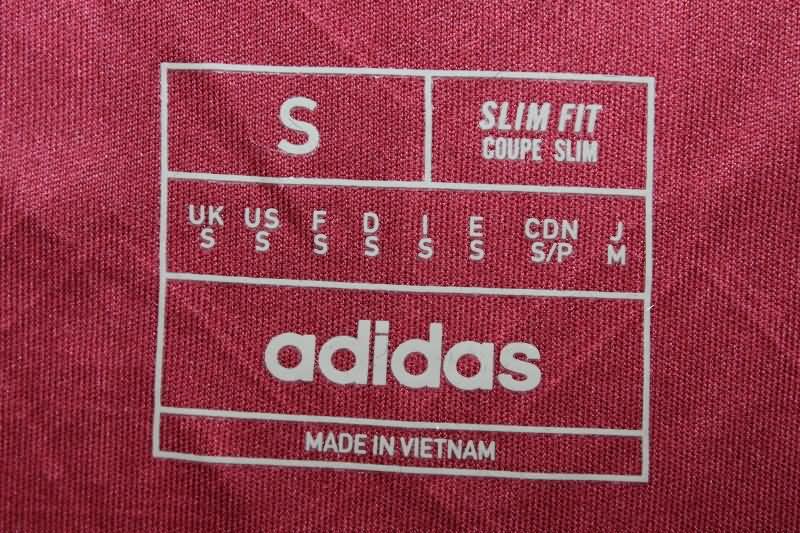 S
SLIM FIT
COUPE SLIM
UK US F D I E CDN J
S S S S S S S/P M
adidas
MADE IN VIETNAM